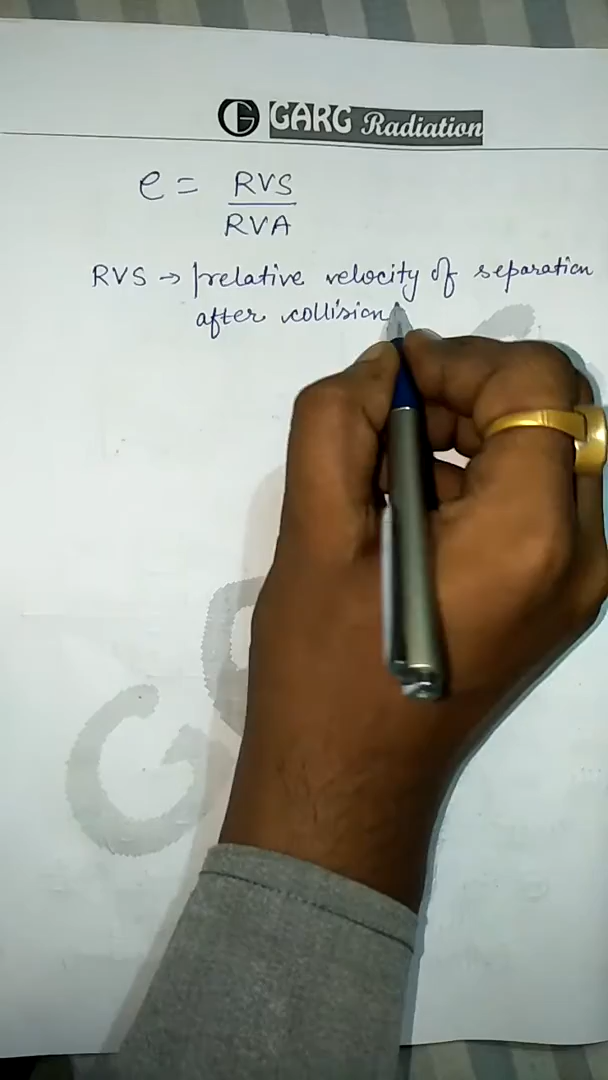 G GARG Radiation
e = RVS / RVA
RVS → relative velocity of separation
after collision